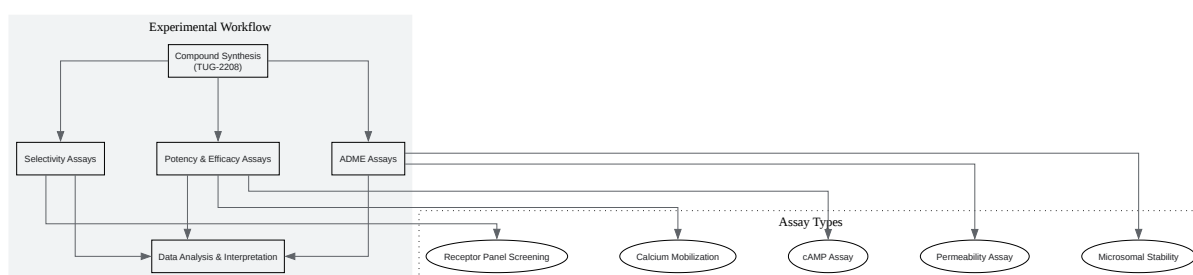 Experimental Workflow
Compound Synthesis
(TUG-2208)
Selectivity Assays
Potency & Efficacy Assays
ADME Assays
Assay Types
Data Analysis & Interpretation
Receptor Panel Screening
Calcium Mobilization
cAMP Assay
Permeability Assay
Microsomal Stability